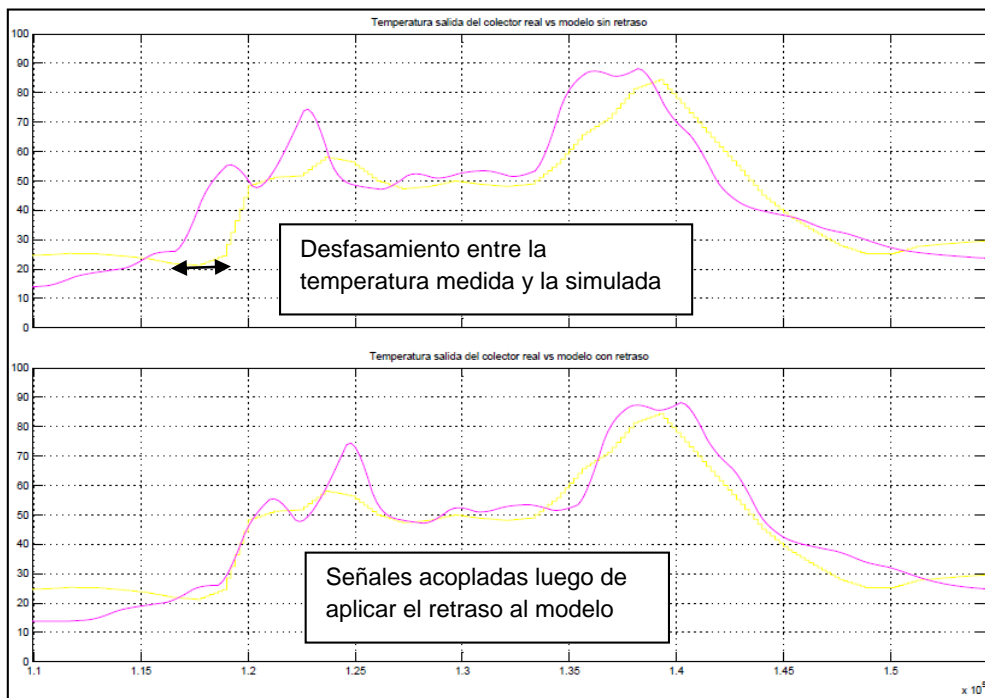 Temperatura salida del colector real vs modelo sin retraso
100
90
80
70
60
50
40
30
20
10
0
Desfasamiento entre la
temperatura medida y la simulada
Temperatura salida del colector real vs modelo con retraso
100
90
80
70
60
50
40
30
20
10
0
Señales acopladas luego de
aplicar el retraso al modelo
1.1 1.15 1.2 1.25 1.3 1.35 1.4 1.45 1.5
x 10⁵